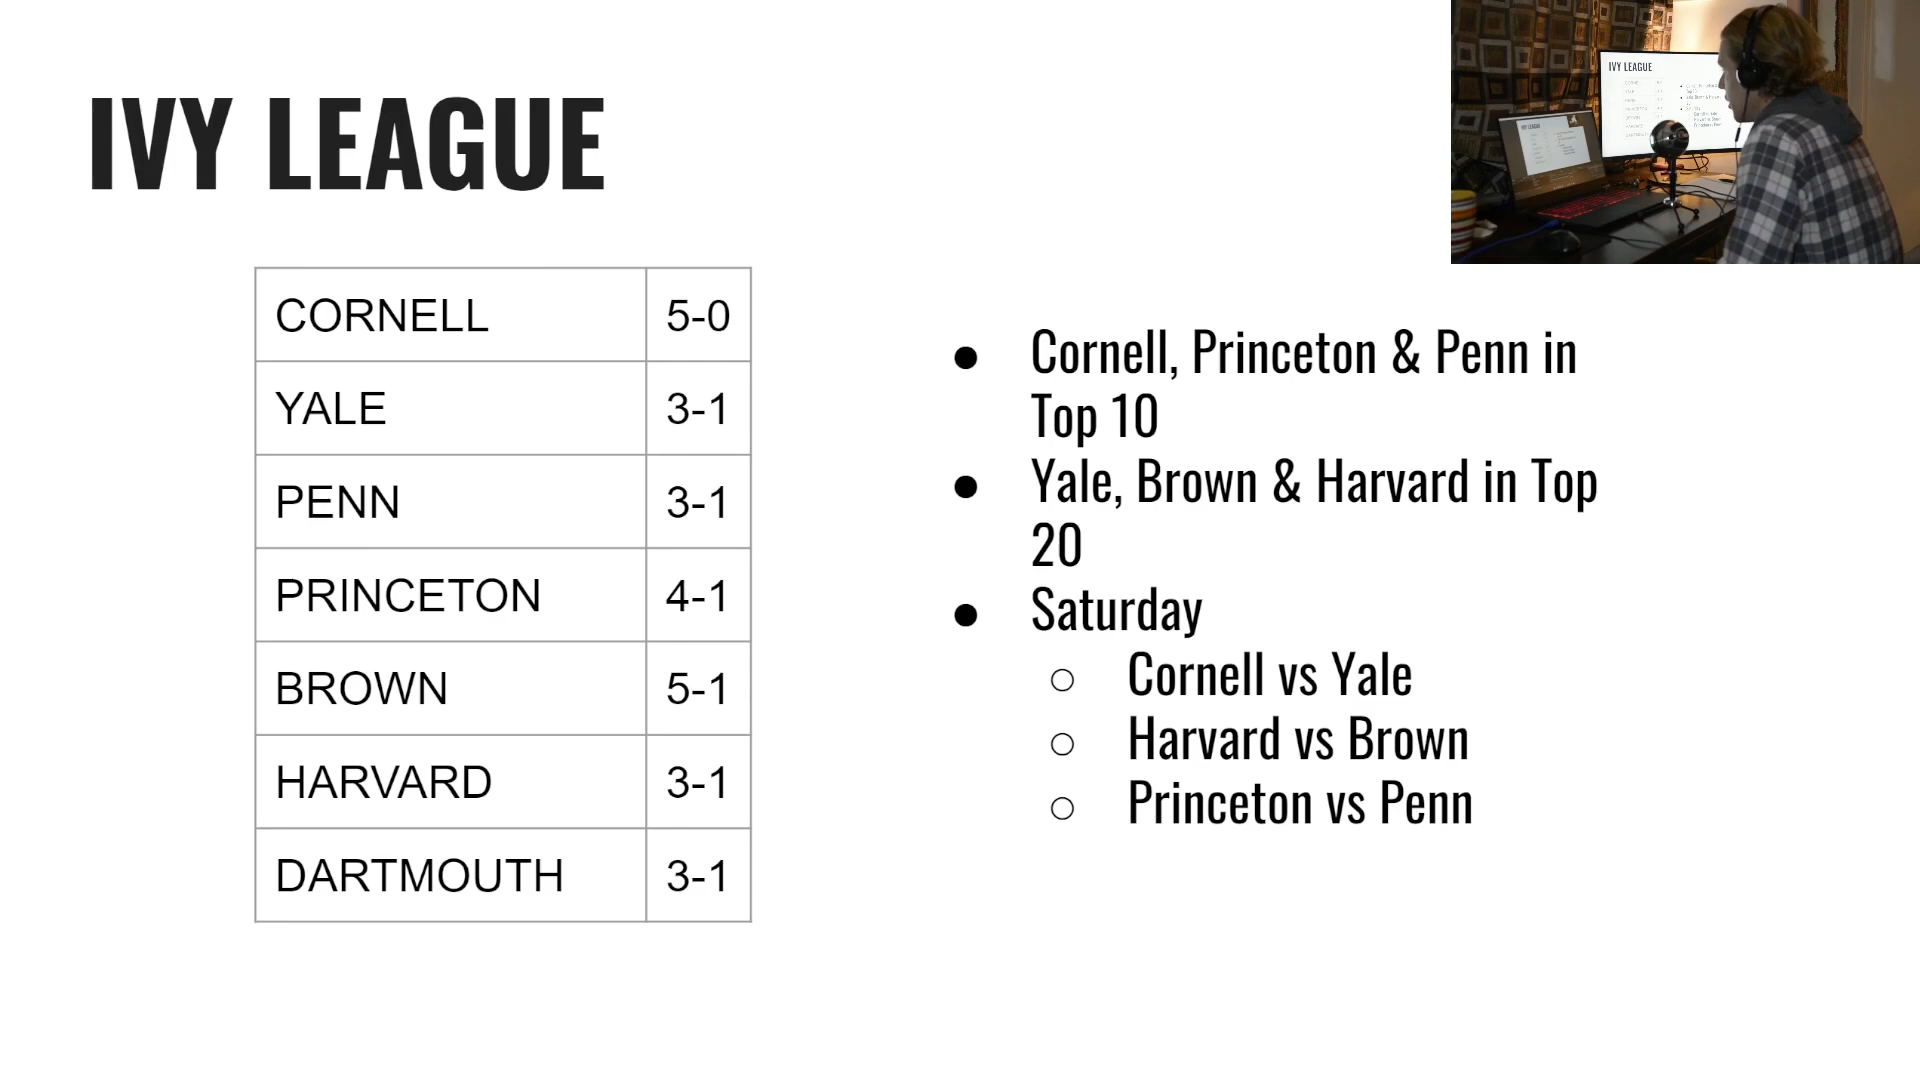 IVY LEAGUE
CORNELL 5-0
YALE 3-1
PENN 3-1
PRINCETON 4-1
BROWN 5-1
HARVARD 3-1
DARTMOUTH 3-1
● Cornell, Princeton & Penn in
Top 10
● Yale, Brown & Harvard in Top
20
● Saturday
○ Cornell vs Yale
○ Harvard vs Brown
○ Princeton vs Penn
IVY LEAGUE